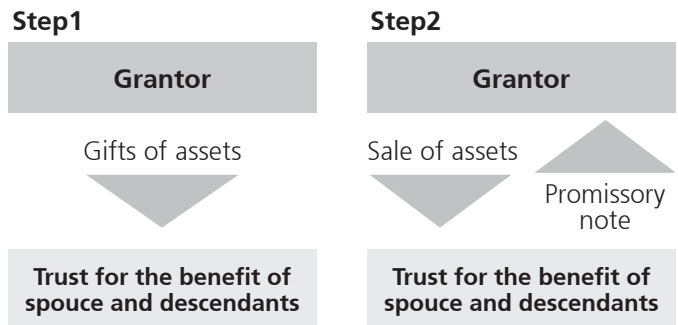 Step1
Grantor
Gifts of assets
Trust for the benefit of
spouce and descendants
Step2
Grantor
Sale of assets
Promissory
note
Trust for the benefit of
spouce and descendants